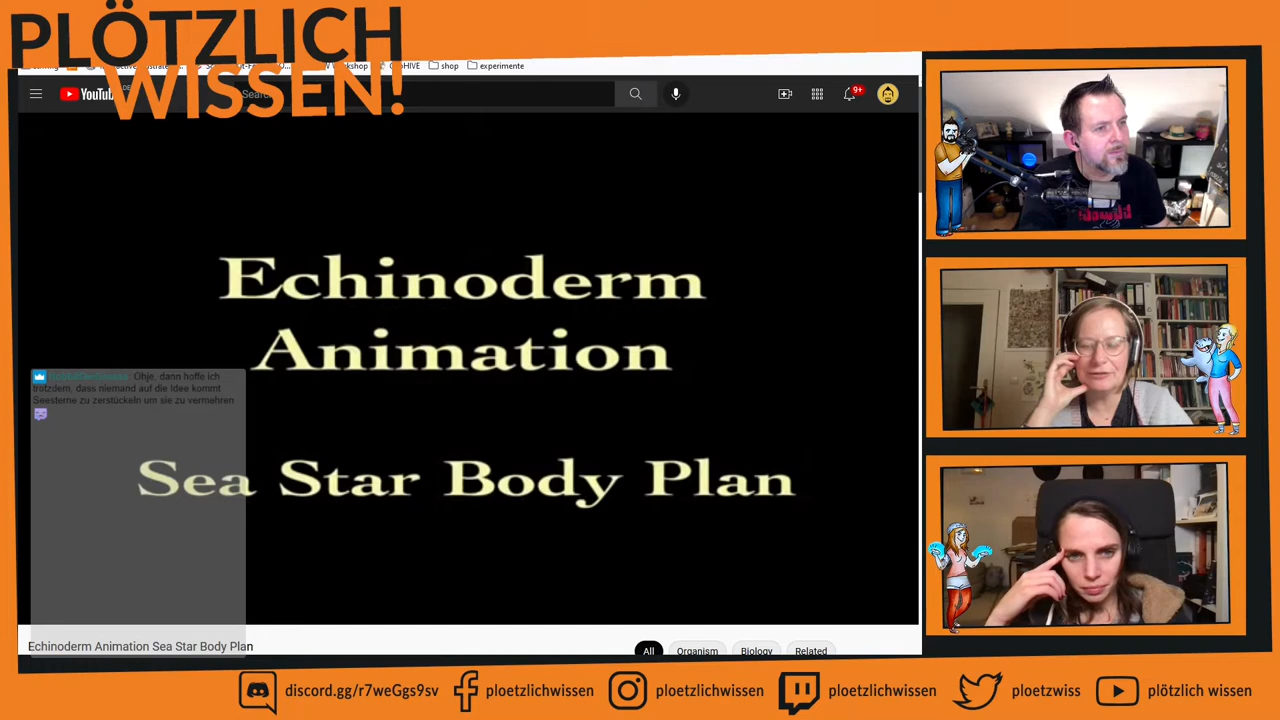 PLÖTZLICH
WISSEN!
shop
experimente
YouTube
Search
9+
Echinoderm
Animation
Sea Star Body Plan
Ohje, dann hoffe ich
trotzdem, dass niemand auf die Idee kommt
Seesterne zu zerstückeln um sie zu vermehren
Echinoderm Animation Sea Star Body Plan
All
Organism
Biology
Related
discord.gg/r7weGgs9sv
ploetzlichwissen
ploetzlichwissen
ploetzlichwissen
ploetzwiss
plötzlich wissen